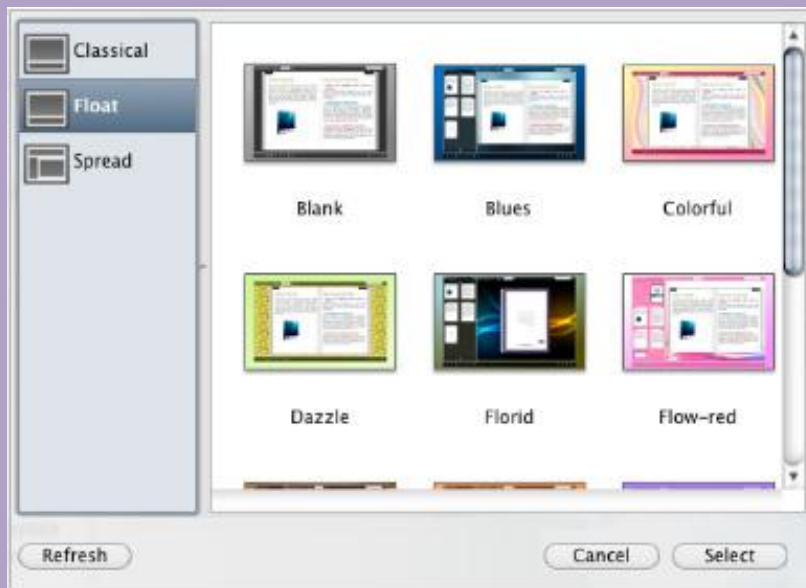 Classical
Float
Spread
Blank
Blues
Colorful
Dazzle
Florid
Flow-red
Refresh
Cancel
Select